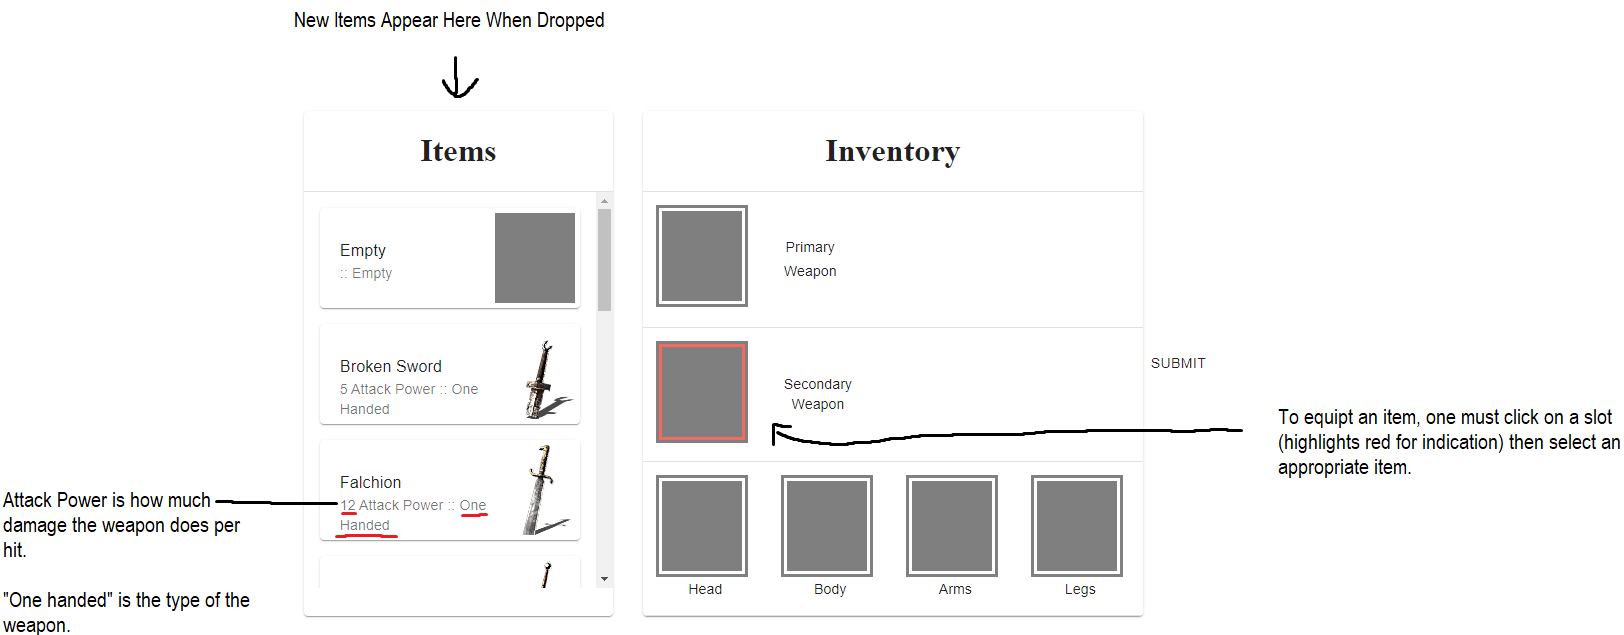 New Items Appear Here When Dropped
Items
Inventory
Empty
:: Empty
Primary
Weapon
Broken Sword
5 Attack Power :: One
Handed
Secondary
Weapon
SUBMIT
To equipt an item, one must click on a slot
(highlights red for indication) then select an
appropriate item.
Falchion
12 Attack Power :: One
Handed
Attack Power is how much
damage the weapon does per
hit.
"One handed" is the type of the
weapon.
Head
Body
Arms
Legs